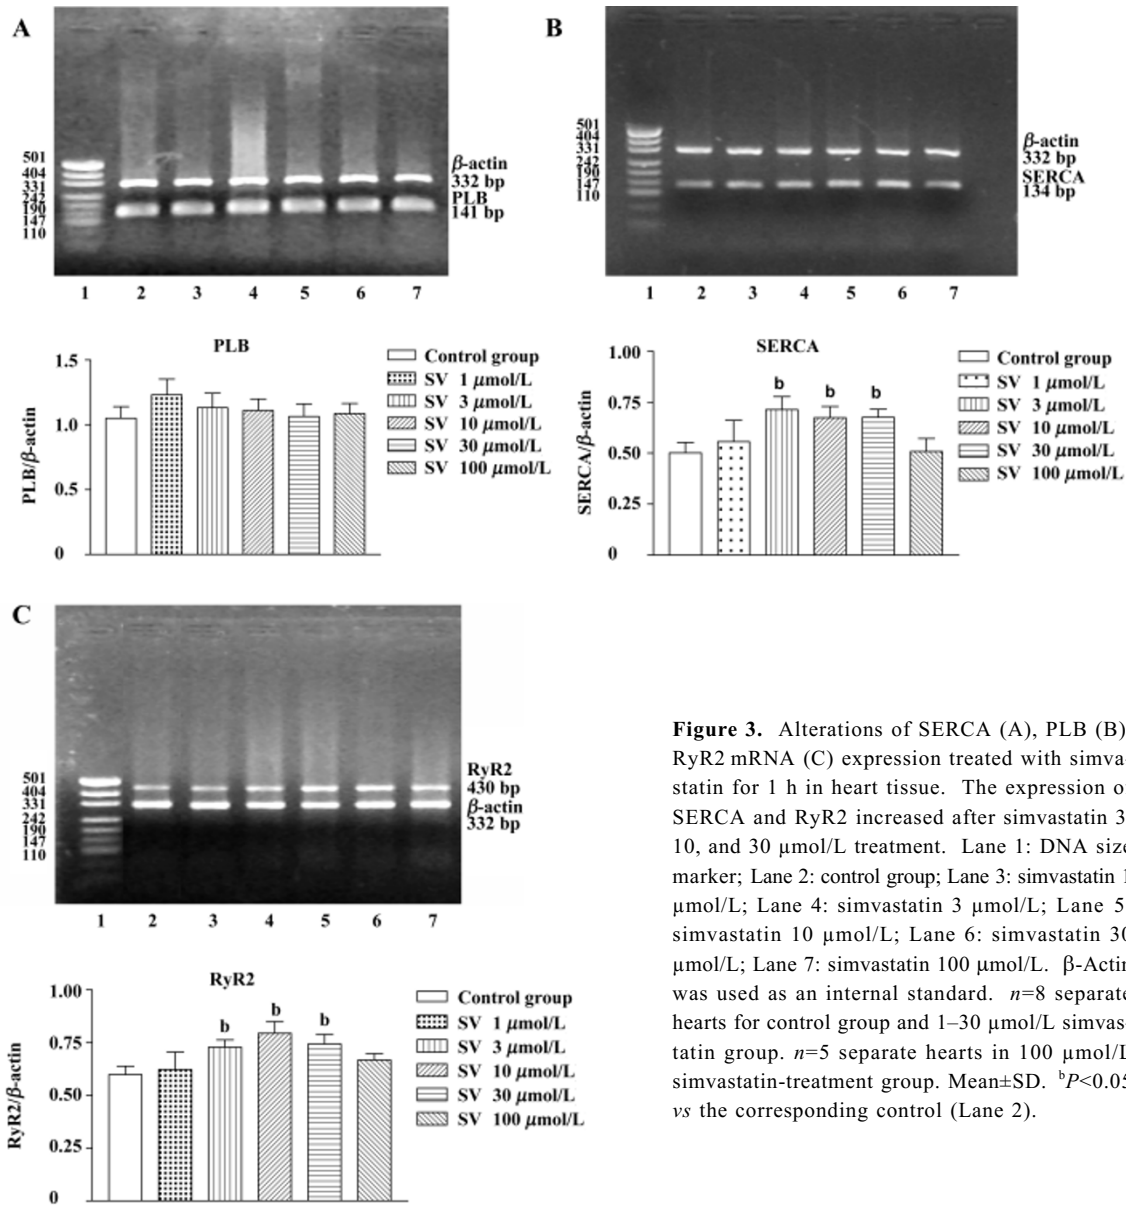 A
501
404
331
242
190
147
110
β-actin
332 bp
PLB
141 bp
1 2 3 4 5 6 7
PLB
PLB/β-actin
1.5
1.0
0.5
0
Control group
SV 1 μmol/L
SV 3 μmol/L
SV 10 μmol/L
SV 30 μmol/L
SV 100 μmol/L
B
501
404
331
242
190
147
110
β-actin
332 bp
SERCA
134 bp
1 2 3 4 5 6 7
SERCA
SERCA/β-actin
1.00
0.75
0.50
0.25
0
b b b
Control group
SV 1 μmol/L
SV 3 μmol/L
SV 10 μmol/L
SV 30 μmol/L
SV 100 μmol/L
C
501
404
331
242
190
147
110
RyR2
430 bp
β-actin
332 bp
1 2 3 4 5 6 7
RyR2
RyR2/β-actin
1.00
0.75
0.50
0.25
0
b b b
Control group
SV 1 μmol/L
SV 3 μmol/L
SV 10 μmol/L
SV 30 μmol/L
SV 100 μmol/L
Figure 3. Alterations of SERCA (A), PLB (B)
RyR2 mRNA (C) expression treated with simva-
statin for 1 h in heart tissue. The expression o
SERCA and RyR2 increased after simvastatin 3
10, and 30 µmol/L treatment. Lane 1: DNA size
marker; Lane 2: control group; Lane 3: simvastatin 1
µmol/L; Lane 4: simvastatin 3 µmol/L; Lane 5
simvastatin 10 µmol/L; Lane 6: simvastatin 30
µmol/L; Lane 7: simvastatin 100 µmol/L. β-Actin
was used as an internal standard. n=8 separate
hearts for control group and 1–30 µmol/L simvas-
tatin group. n=5 separate hearts in 100 µmol/L
simvastatin-treatment group. Mean±SD. ᵇP<0.05
vs the corresponding control (Lane 2).